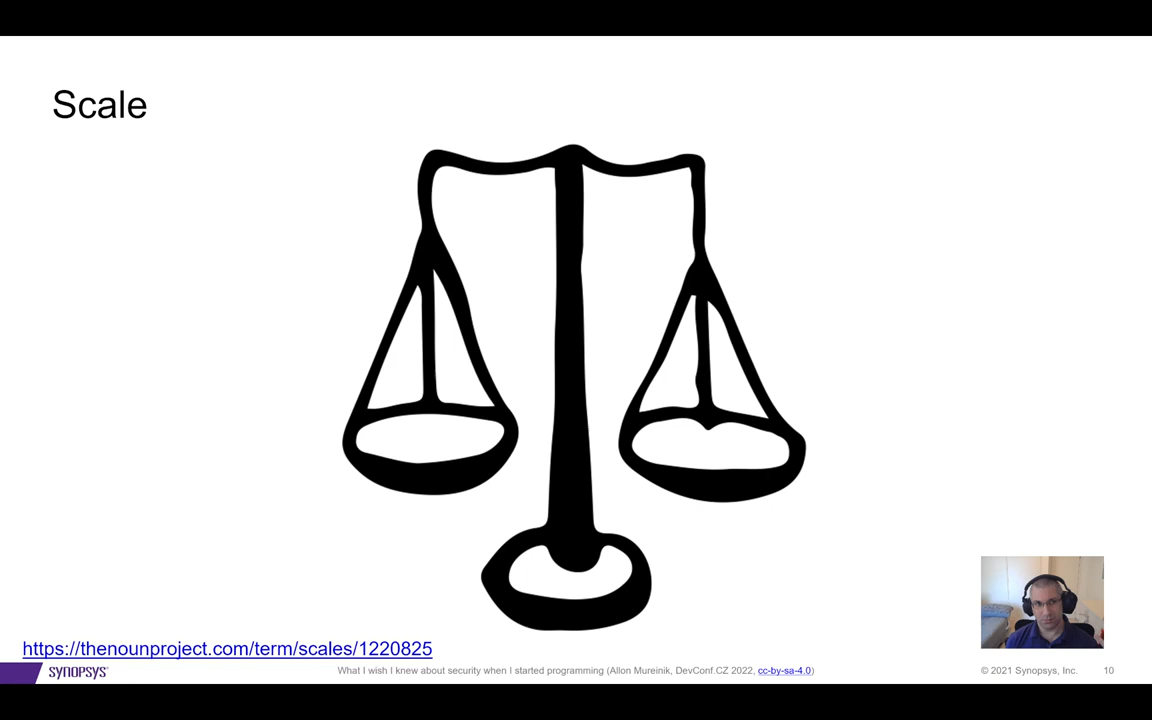 Scale
https://thenounproject.com/term/scales/1220825
SYNOPSYS®
What I wish I knew about security when I started programming (Allon Mureinik, DevConf.CZ 2022, cc-by-sa-4.0)
© 2021 Synopsys, Inc.
10